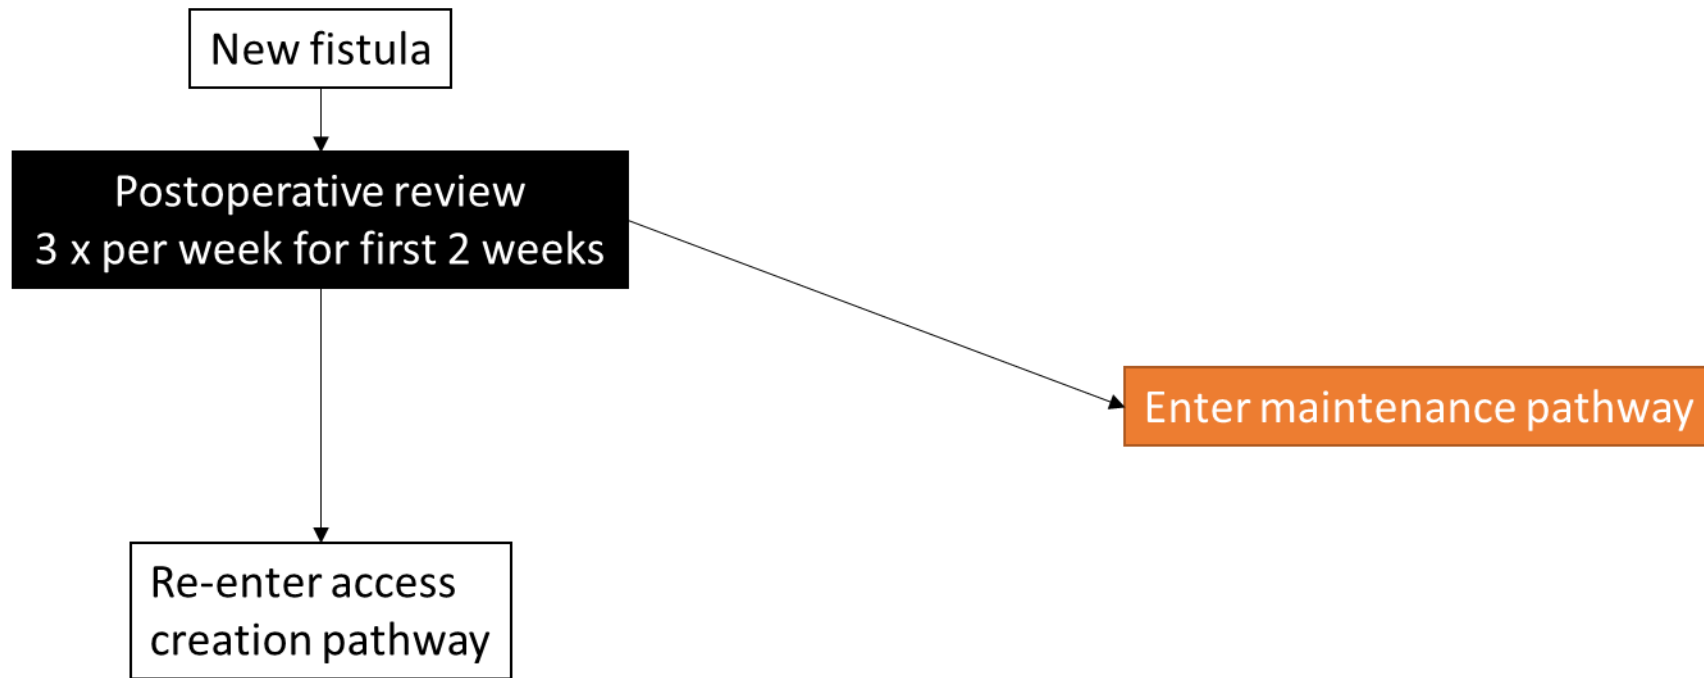 New fistula
Postoperative review
3 x per week for first 2 weeks
Enter maintenance pathway
Re-enter access
creation pathway